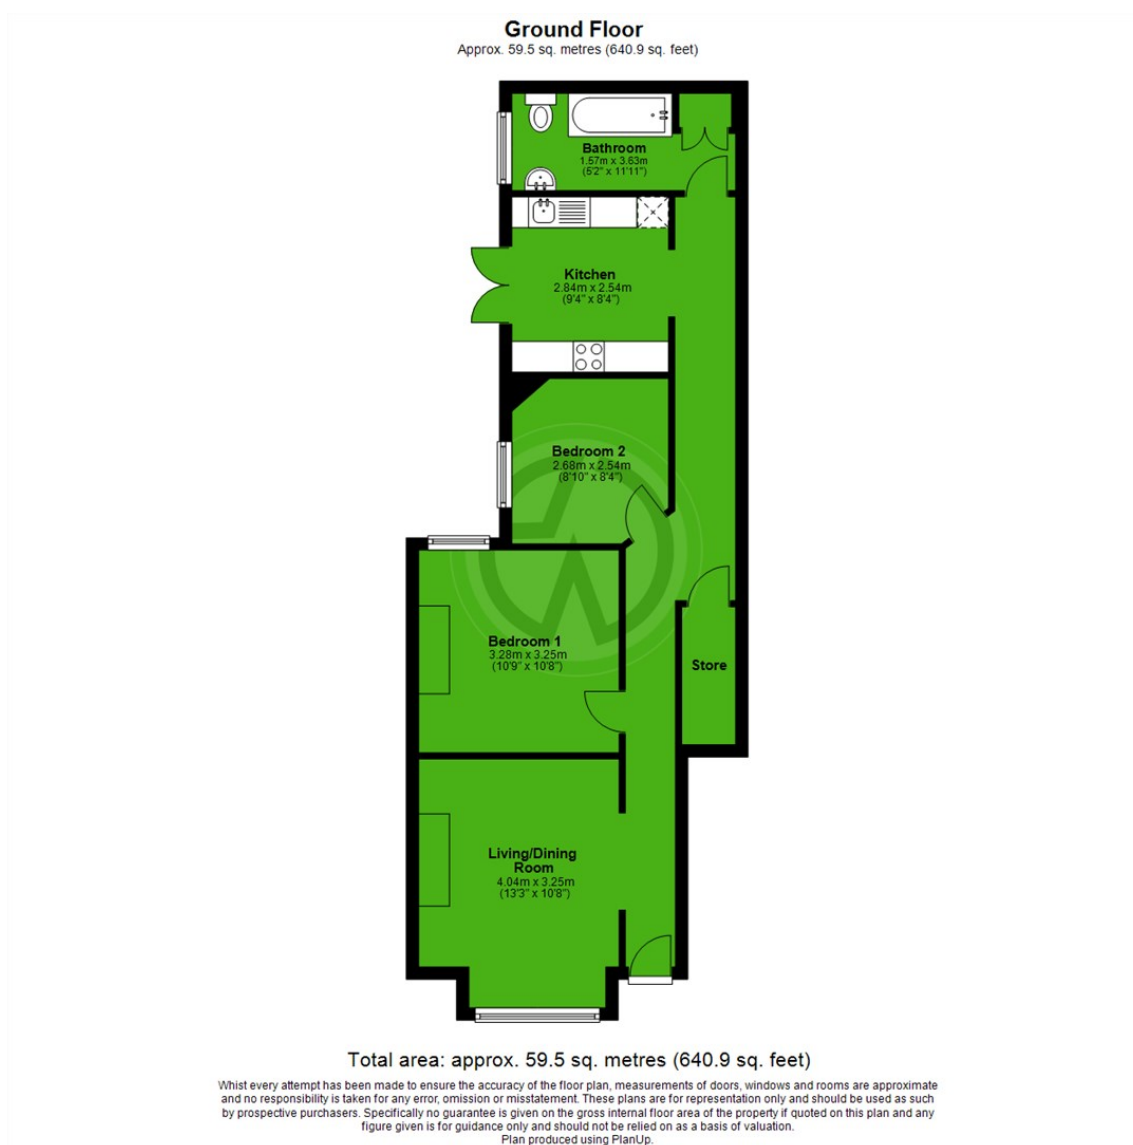 Ground Floor
Approx. 59.5 sq. metres (640.9 sq. feet)
Bathroom
1.57m x 3.63m
(5'2" x 11'11")
Kitchen
2.84m x 2.54m
(9'4" x 8'4")
Bedroom 2
2.68m x 2.54m
(8'10" x 8'4")
Bedroom 1
3.28m x 3.25m
(10'9" x 10'8")
Store
Living/Dining
Room
4.04m x 3.25m
(13'3" x 10'8")
Total area: approx. 59.5 sq. metres (640.9 sq. feet)
Whist every attempt has been made to ensure the accuracy of the floor plan, measurements of doors, windows and rooms are approximate
and no responsibility is taken for any error, omission or misstatement. These plans are for representation only and should be used as such
by prospective purchasers. Specifically no guarantee is given on the gross internal floor area of the property if quoted on this plan and any
figure given is for guidance only and should not be relied on as a basis of valuation.
Plan produced using PlanUp.